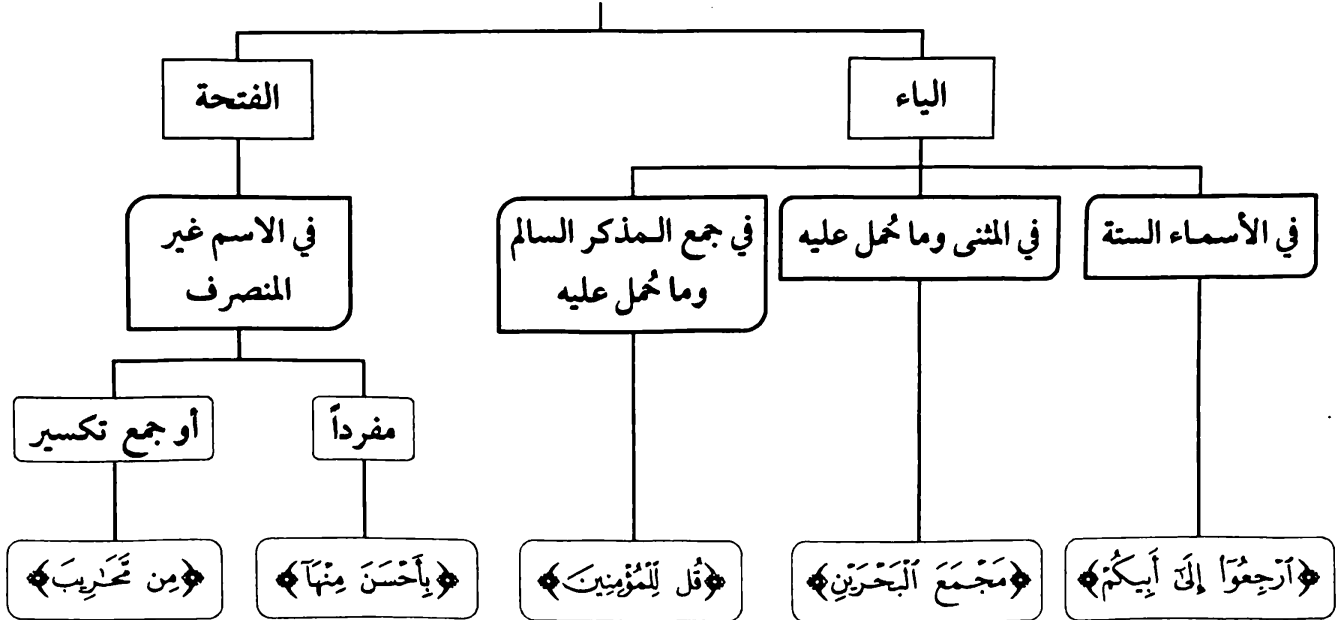 الياء
الفتحة
في الأسماء الستة
في المثنى وما حُمل عليه
في جمع المذكر السالم
وما حُمل عليه
في الاسم غير
المنصرف
مفرداً
أو جمع تكسير
﴿ٱرْجِعُوٓا۟ إِلَىٰٓ أَبِيكُمْ﴾
﴿مَجْمَعَ ٱلْبَحْرَيْنِ﴾
﴿قُل لِّلْمُؤْمِنِينَ﴾
﴿بِأَحْسَنَ مِنْهَآ﴾
﴿مِن مَّحَٰرِيبَ﴾